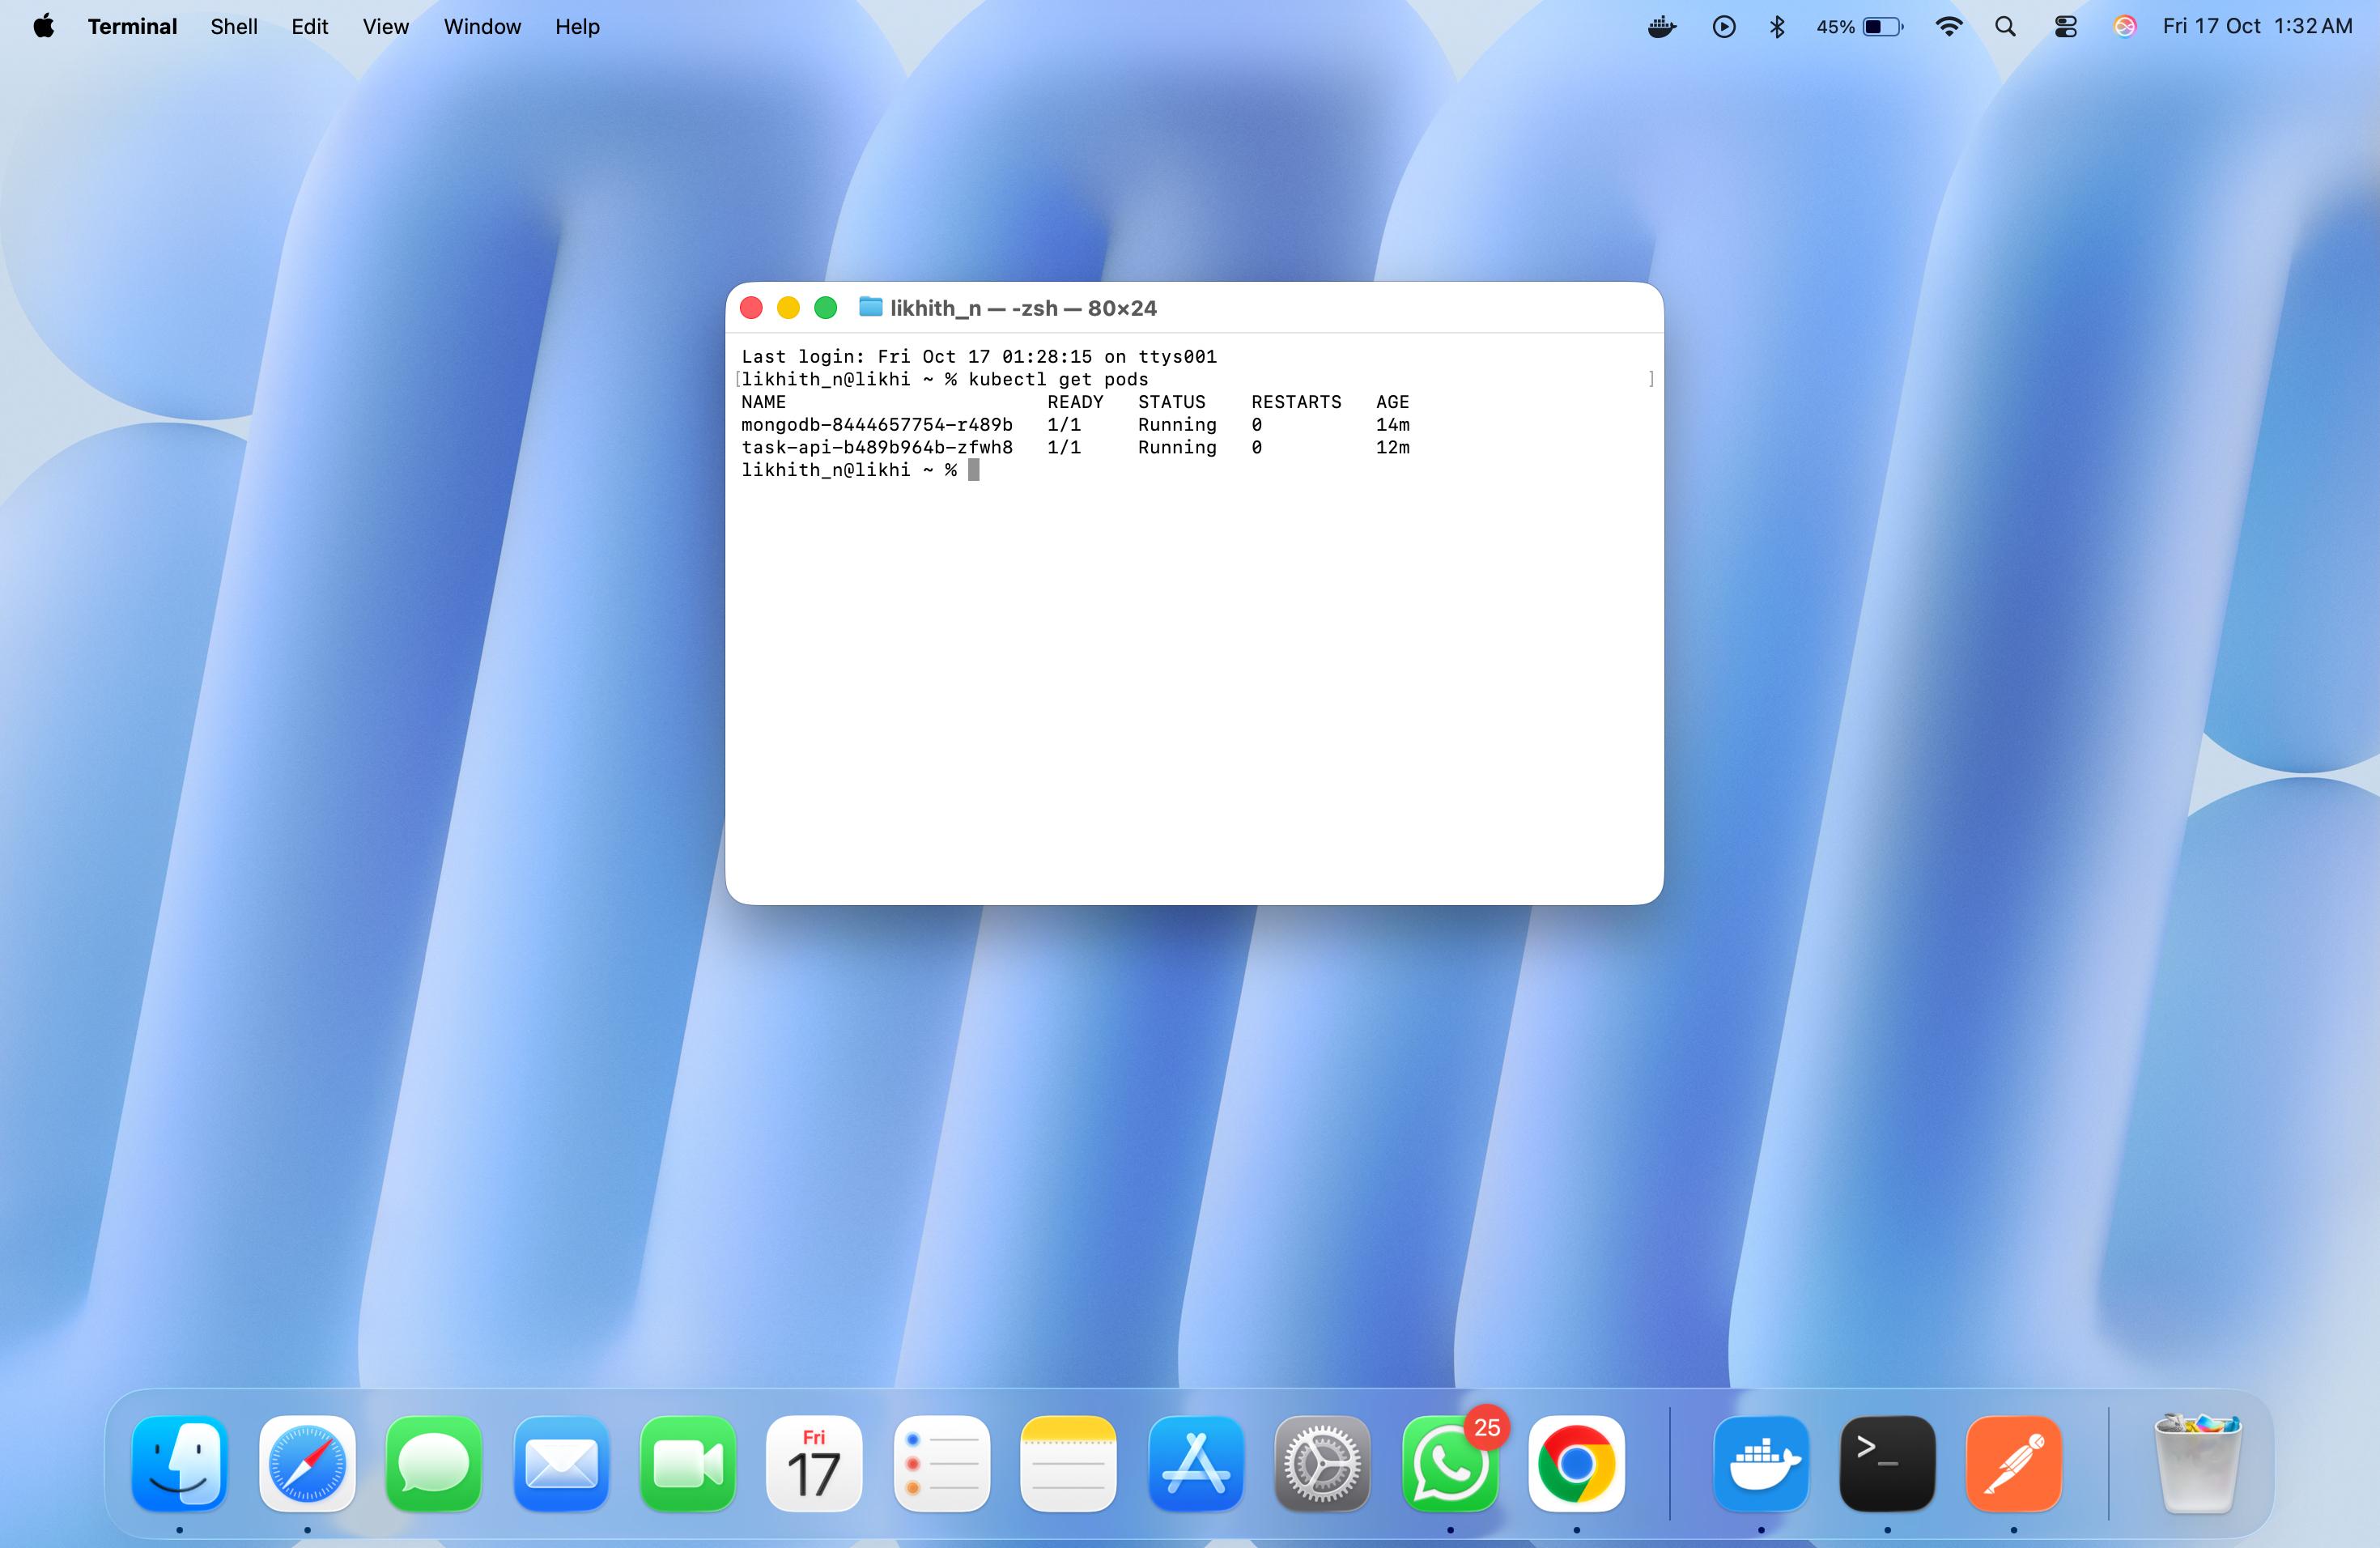 Terminal Shell Edit View Window Help 45% Fri 17 Oct 1:32 AM
likhith_n — -zsh — 80×24
Last login: Fri Oct 17 01:28:15 on ttys001
[likhith_n@likhi ~ % kubectl get pods ]
NAME READY STATUS RESTARTS AGE
mongodb-8444657754-r489b 1/1 Running 0 14m
task-api-b489b964b-zfwh8 1/1 Running 0 12m
likhith_n@likhi ~ %
Fri
17
25
>_